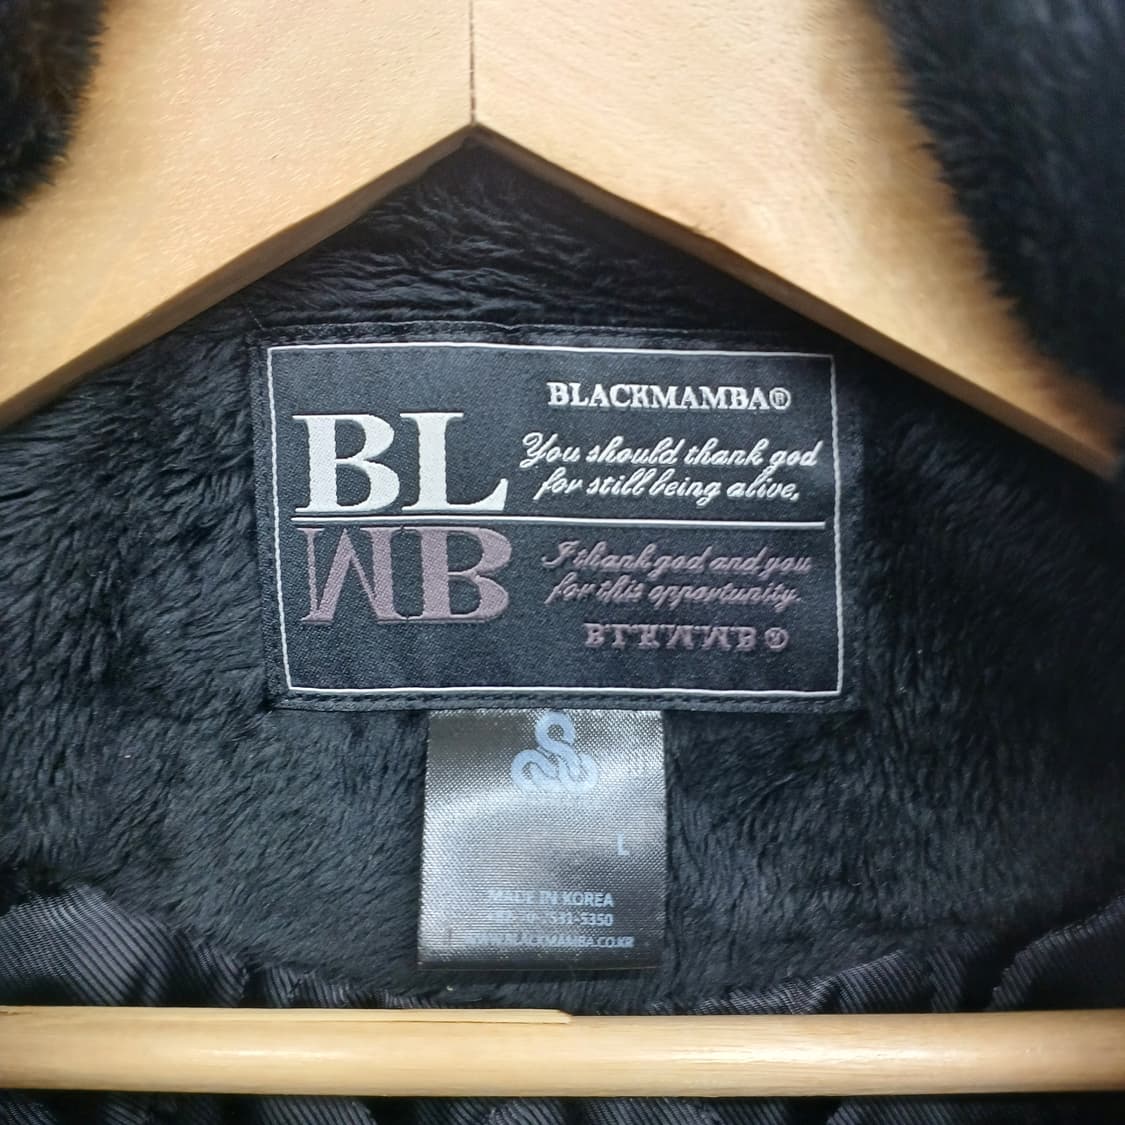 BLACKMAMBA®
BL
You should thank god
for still being alive,
MB
I thank god and you
for this opportunity.
BLKMMB®
L
MADE IN KOREA
WWW.BLACKMAMBA.CO.KR